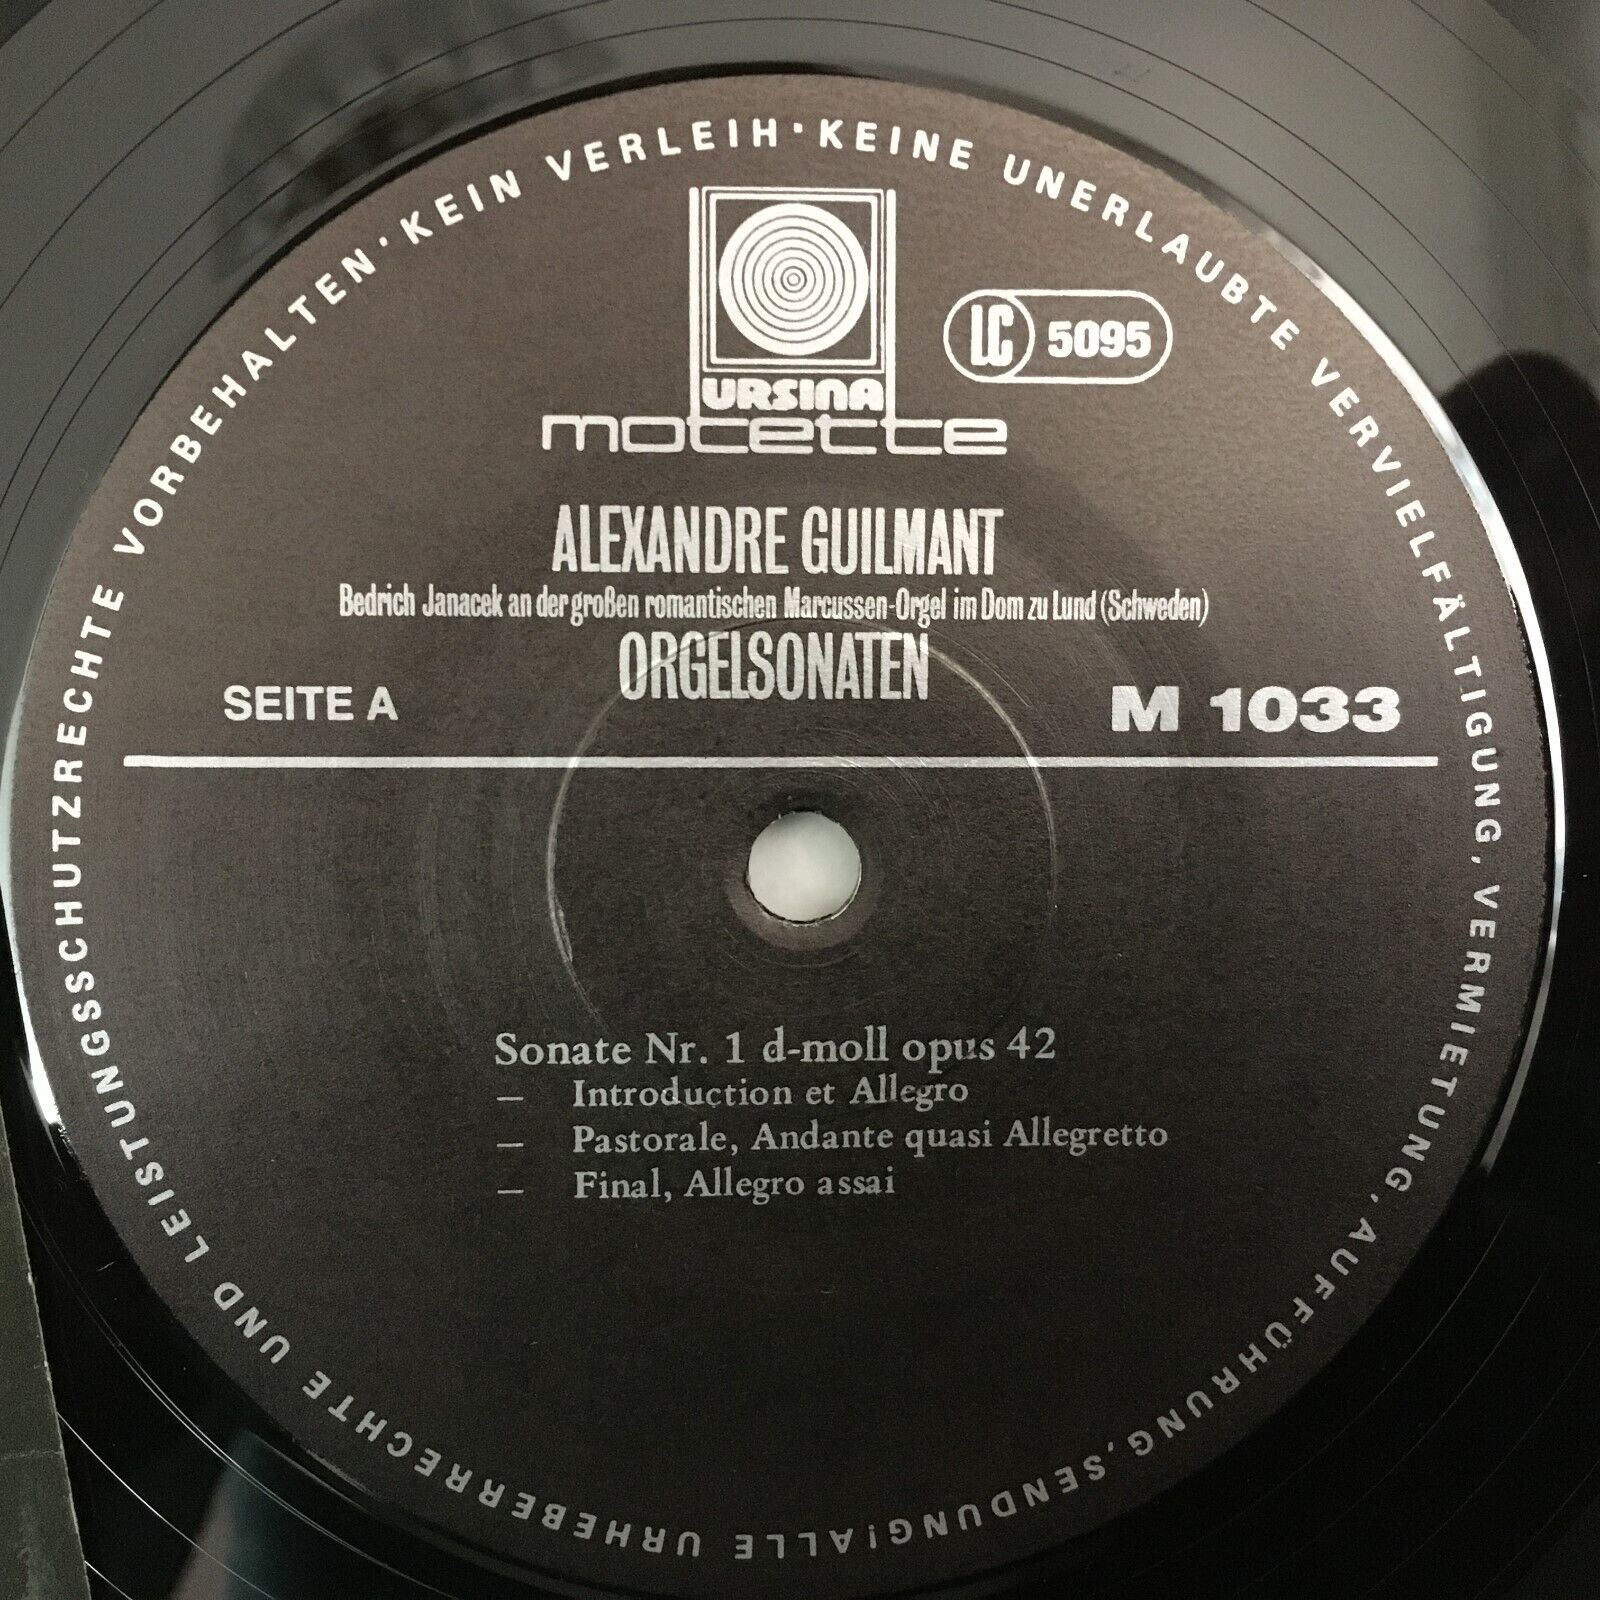 ALLE URHEBERRECHTE UND LEISTUNGSSCHUTZRECHTE VORBEHALTEN · KEIN VERLEIH · KEINE UNERLAUBTE VERVIELFÄLTIGUNG, VERMIETUNG, AUFFÜHRUNG, SENDUNG!
URSINA
motette
LC 5095
ALEXANDRE GUILMANT
Bedrich Janacek an der großen romantischen Marcussen-Orgel im Dom zu Lund (Schweden)
ORGELSONATEN
SEITE A
M 1033
Sonate Nr. 1 d-moll opus 42
– Introduction et Allegro
– Pastorale, Andante quasi Allegretto
– Final, Allegro assai